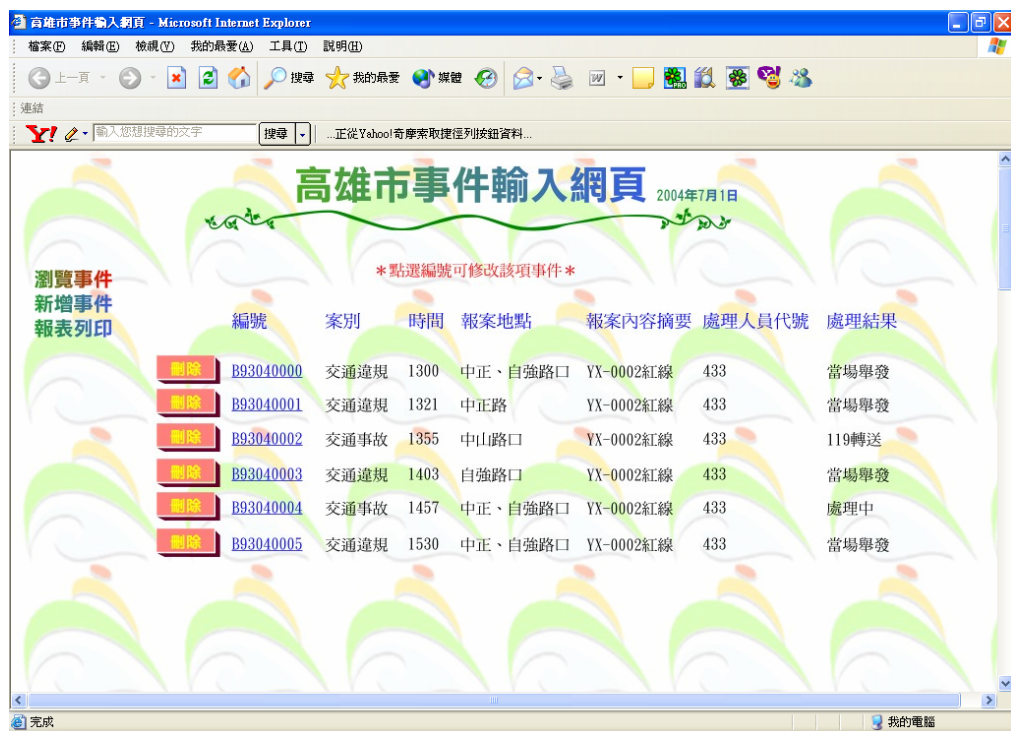 高雄市事件輸入網頁 - Microsoft Internet Explorer
檔案(F) 編輯(E) 檢視(V) 我的最愛(A) 工具(T) 說明(H)
上一頁 搜尋 我的最愛 媒體
連結
Y! 輸入您想搜尋的文字 搜尋 ...正從Yahoo!奇摩索取捷徑列按鈕資料...
高雄市事件輸入網頁 2004年7月1日
*點選編號可修改該項事件*
瀏覽事件
新增事件
報表列印
編號 案別 時間 報案地點 報案內容摘要 處理人員代號 處理結果
刪除 B93040000 交通違規 1300 中正、自強路口 YX-0002紅線 433 當場舉發
刪除 B93040001 交通違規 1321 中正路 YX-0002紅線 433 當場舉發
刪除 B93040002 交通事故 1355 中山路口 YX-0002紅線 433 119轉送
刪除 B93040003 交通違規 1403 自強路口 YX-0002紅線 433 當場舉發
刪除 B93040004 交通事故 1457 中正、自強路口 YX-0002紅線 433 處理中
刪除 B93040005 交通違規 1530 中正、自強路口 YX-0002紅線 433 當場舉發
完成 我的電腦